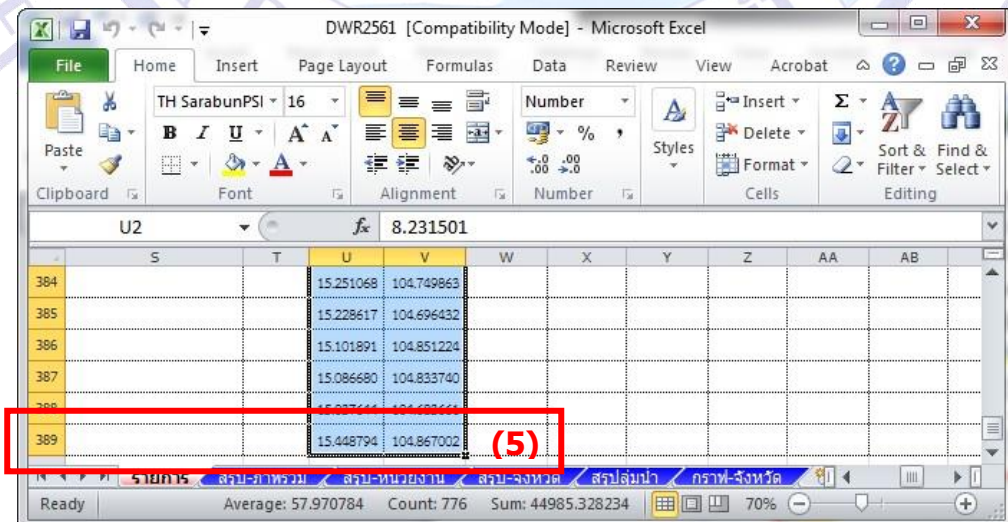 DWR2561 [Compatibility Mode] - Microsoft Excel
File Home Insert Page Layout Formulas Data Review View Acrobat
Paste
Clipboard
TH SarabunPSI 16
B I U A A
A
Font
Alignment
Number
% ,
.0 .00
.00 .0
Number
A
Styles
Insert
Delete
Format
Cells
Σ
Sort & Filter
Find & Select
Editing
U2 fx 8.231501
S T U V W X Y Z AA AB
384 15.251068 104.749863
385 15.228617 104.696432
386 15.101891 104.851224
387 15.086680 104.833740
388
389 15.448794 104.867002 (5)
รายการ สรุป-ภาพรวม สรุป-หน่วยงาน สรุป-จังหวัด สรุปลุ่มน้ำ กราฟ-จังหวัด
Ready Average: 57.970784 Count: 776 Sum: 44985.328234 70%